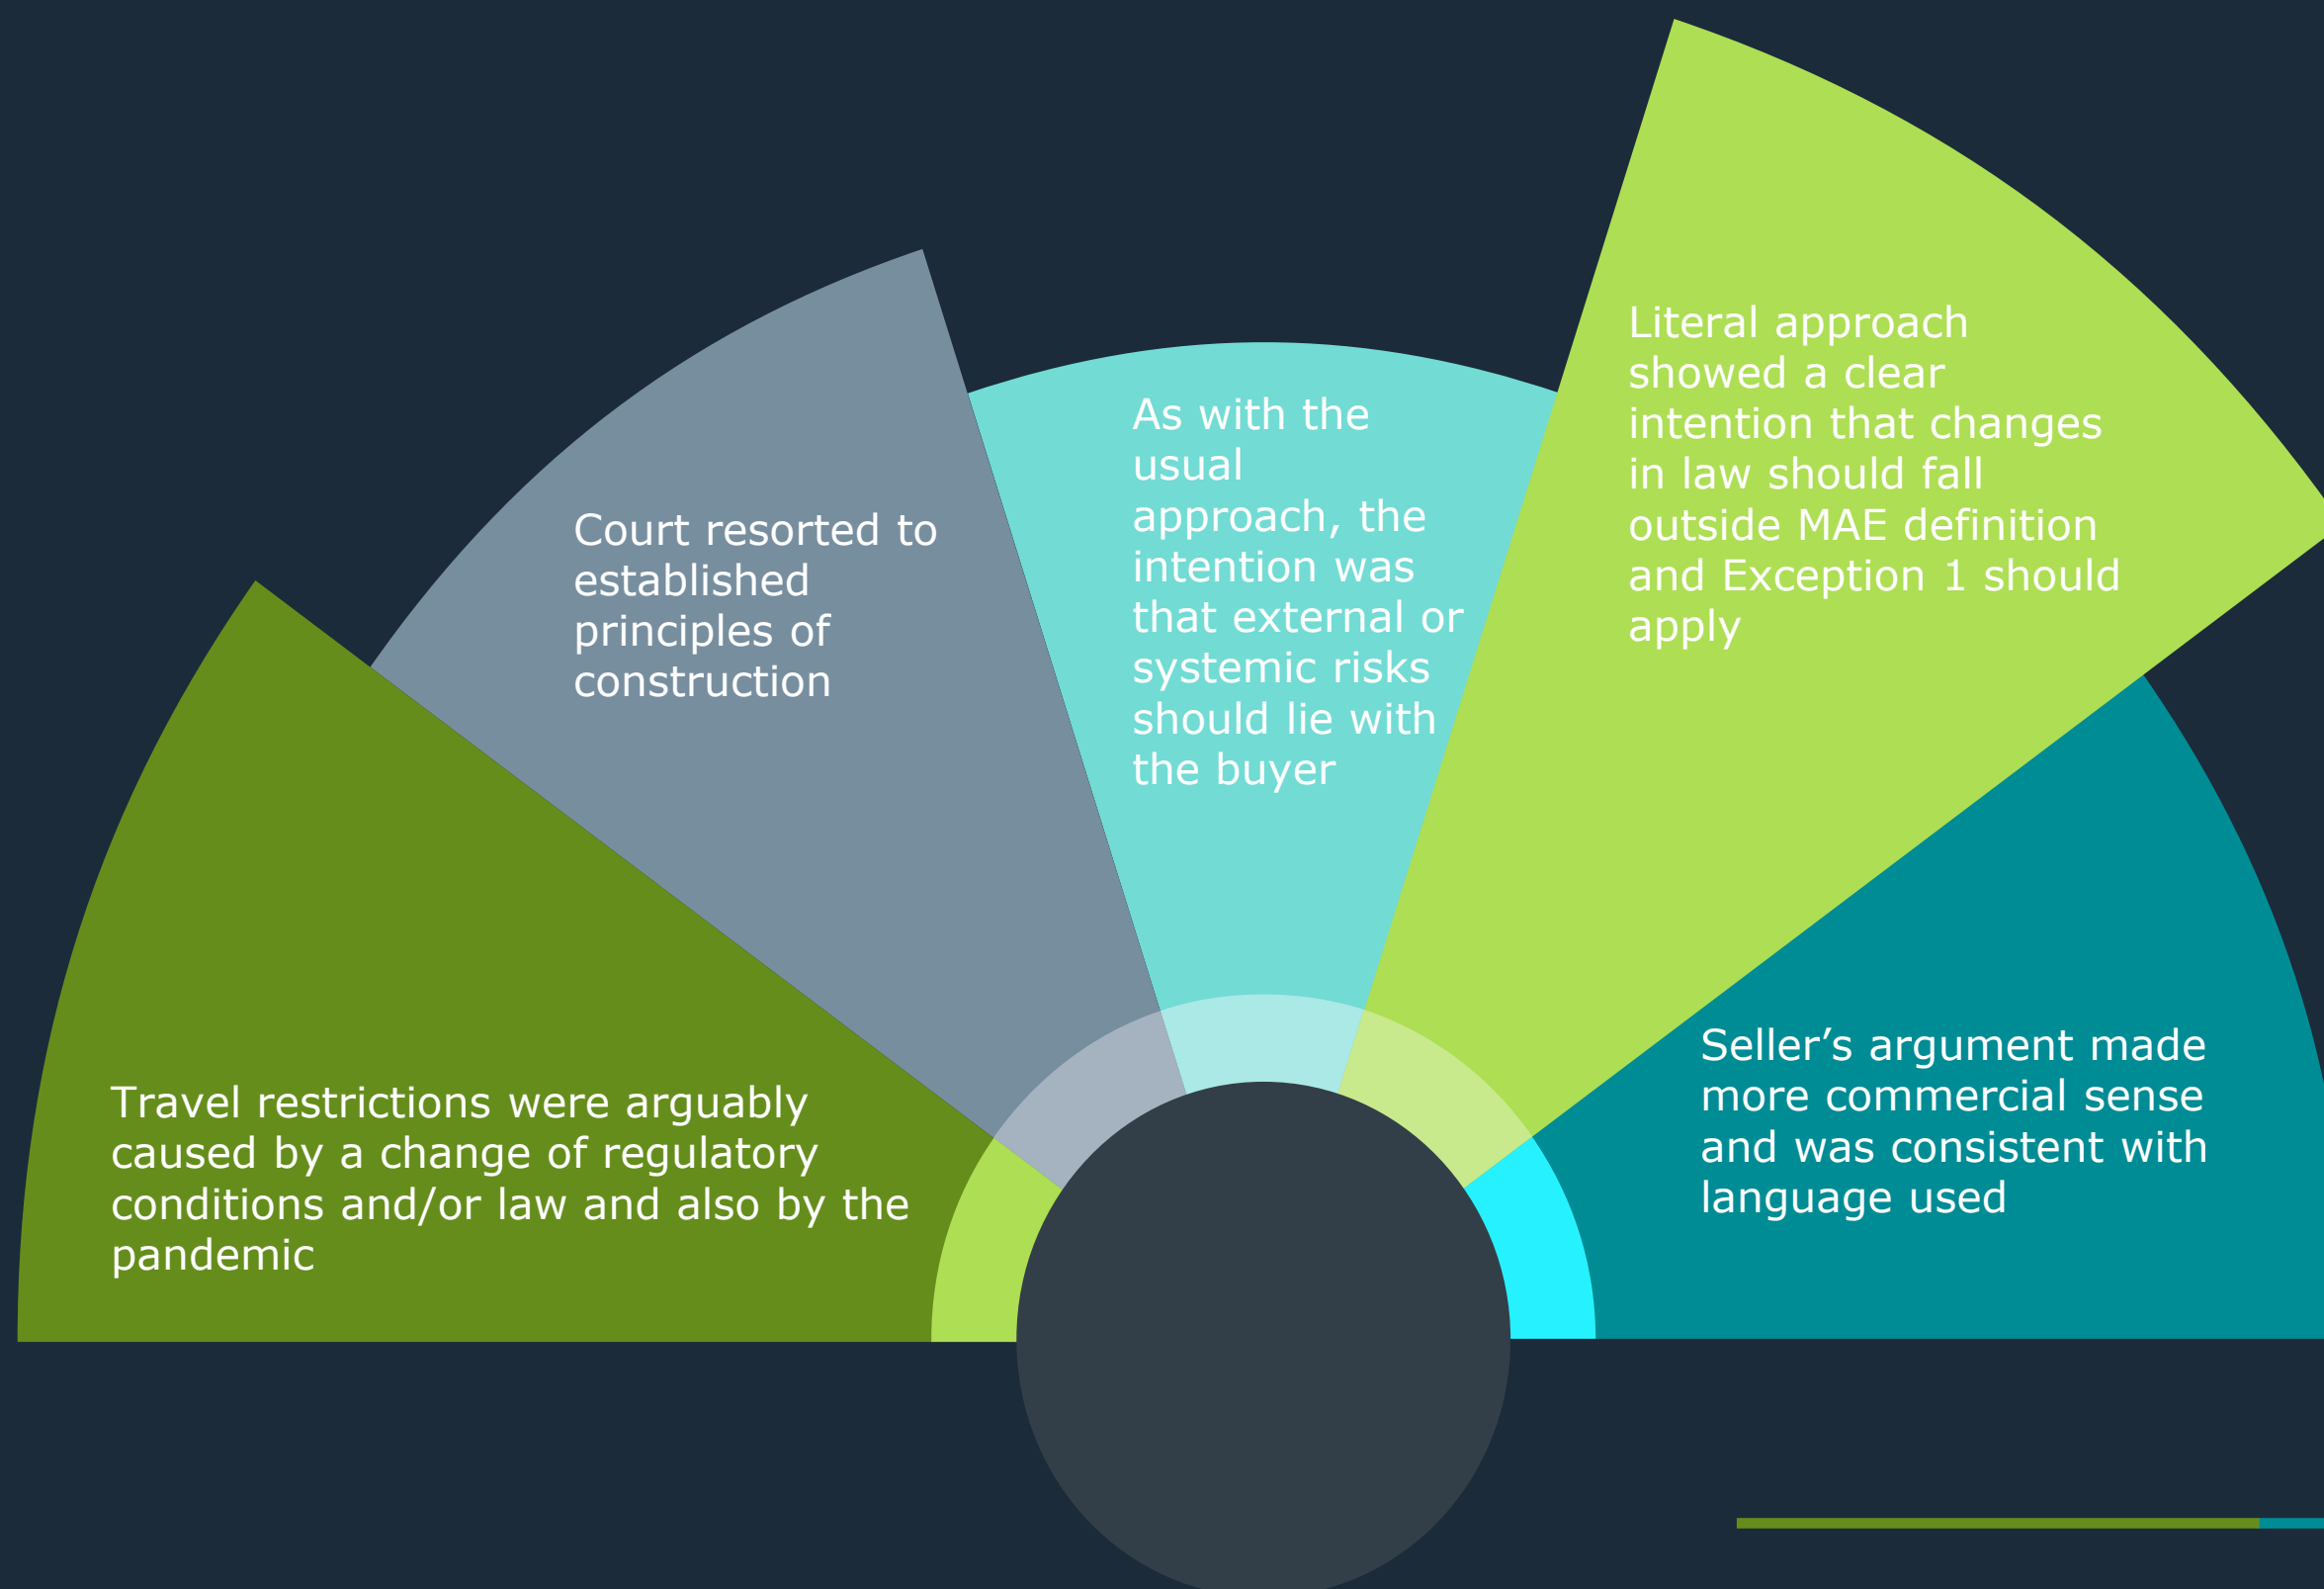 Travel restrictions were arguably
caused by a change of regulatory
conditions and/or law and also by the
pandemic
Court resorted to
established
principles of
construction
As with the
usual
approach, the
intention was
that external or
systemic risks
should lie with
the buyer
Literal approach
showed a clear
intention that changes
in law should fall
outside MAE definition
and Exception 1 should
apply
Seller’s argument made
more commercial sense
and was consistent with
language used